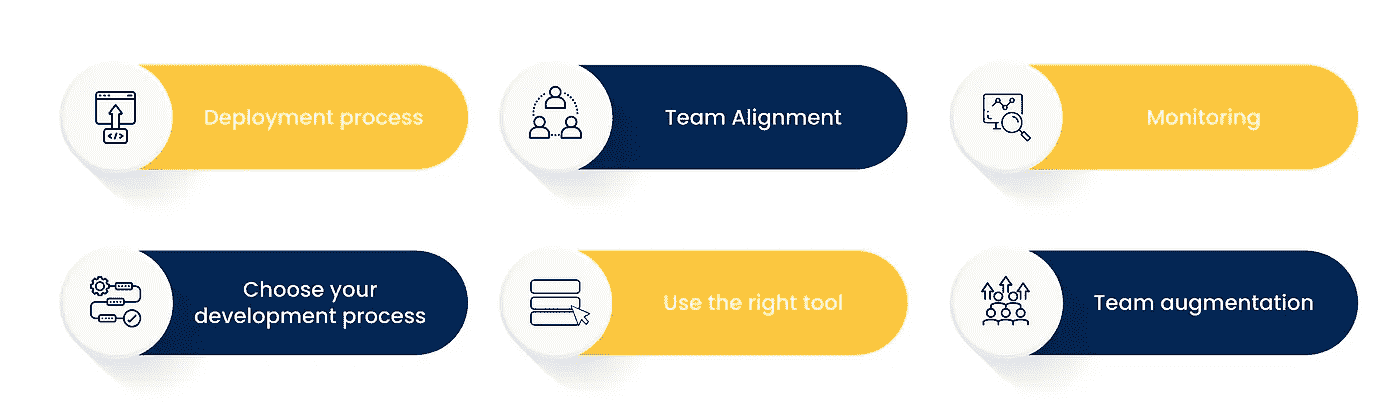 Deployment process
Team Alignment
Monitoring
Choose your
development process
Use the right tool
Team augmentation